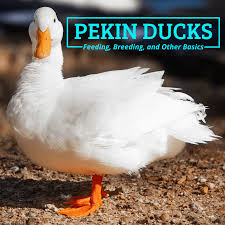 PEKIN DUCKS
Feeding, Breeding, and Other Basics